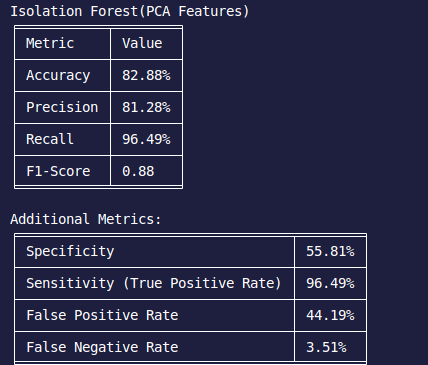 Isolation Forest(PCA Features)
Metric Value
Accuracy 82.88%
Precision 81.28%
Recall 96.49%
F1-Score 0.88
Additional Metrics:
Specificity 55.81%
Sensitivity (True Positive Rate) 96.49%
False Positive Rate 44.19%
False Negative Rate 3.51%